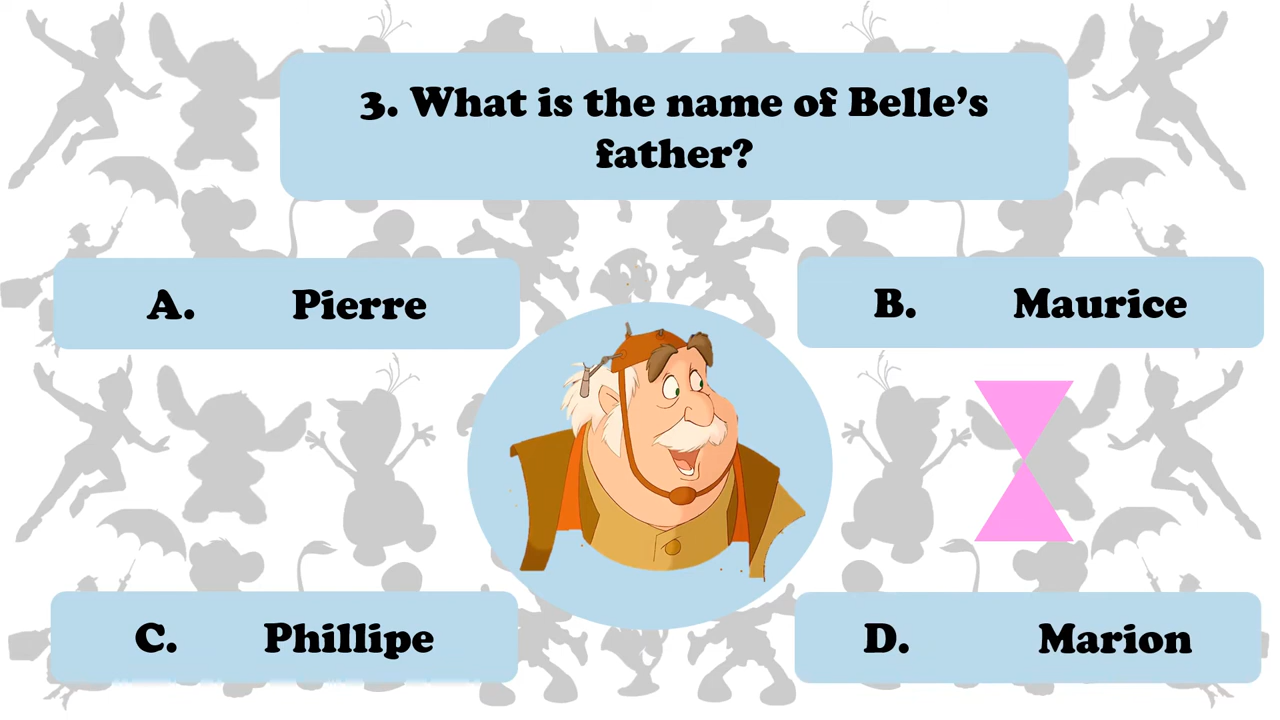 3. What is the name of Belle’s
father?
A. Pierre
B. Maurice
C. Phillipe
D. Marion